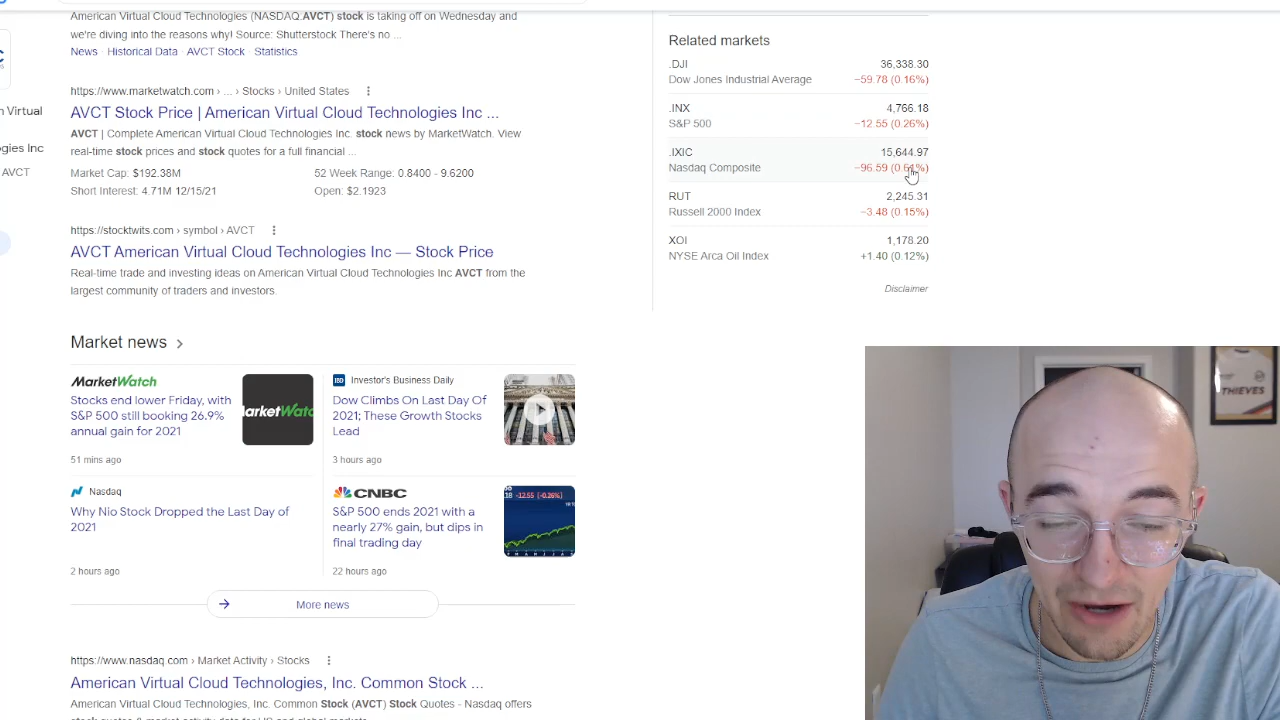 American Virtual Cloud Technologies (NASDAQ:AVCT) stock is taking off on Wednesday and
we're diving into the reasons why! Source: Shutterstock There's no ...
News · Historical Data · AVCT Stock · Statistics
n Virtual
gies Inc
AVCT
https://www.marketwatch.com › ... › Stocks › United States
AVCT Stock Price | American Virtual Cloud Technologies Inc ...
AVCT | Complete American Virtual Cloud Technologies Inc. stock news by MarketWatch. View
real-time stock prices and stock quotes for a full financial ...
Market Cap: $192.38M
52 Week Range: 0.8400 - 9.6200
Short Interest: 4.71M 12/15/21
Open: $2.1923
https://stocktwits.com › symbol › AVCT
AVCT American Virtual Cloud Technologies Inc — Stock Price
Real-time trade and investing ideas on American Virtual Cloud Technologies Inc AVCT from the
largest community of traders and investors.
Market news
MarketWatch
Stocks end lower Friday, with
S&P 500 still booking 26.9%
annual gain for 2021
51 mins ago
arketWatc
IBD Investor's Business Daily
Dow Climbs On Last Day Of
2021; These Growth Stocks
Lead
3 hours ago
Nasdaq
Why Nio Stock Dropped the Last Day of
2021
2 hours ago
CNBC
S&P 500 ends 2021 with a
nearly 27% gain, but dips in
final trading day
22 hours ago
-12.55 (-0.26%)
More news
https://www.nasdaq.com › Market Activity › Stocks
American Virtual Cloud Technologies, Inc. Common Stock ...
American Virtual Cloud Technologies, Inc. Common Stock (AVCT) Stock Quotes - Nasdaq offers
Related markets
.DJI 36,338.30
Dow Jones Industrial Average −59.78 (0.16%)
.INX 4,766.18
S&P 500 −12.55 (0.26%)
.IXIC 15,644.97
Nasdaq Composite −96.59 (0.61%)
RUT 2,245.31
Russell 2000 Index −3.48 (0.15%)
XOI 1,178.20
NYSE Arca Oil Index +1.40 (0.12%)
Disclaimer
THIEVES